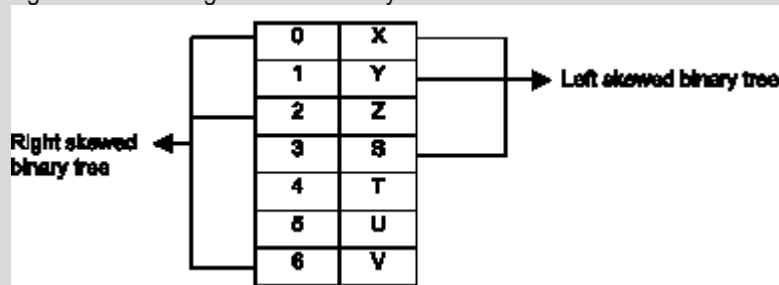 0 X
1 Y
2 Z
3 S
4 T
5 U
6 V
Left skewed binary tree
Right skewed
binary tree